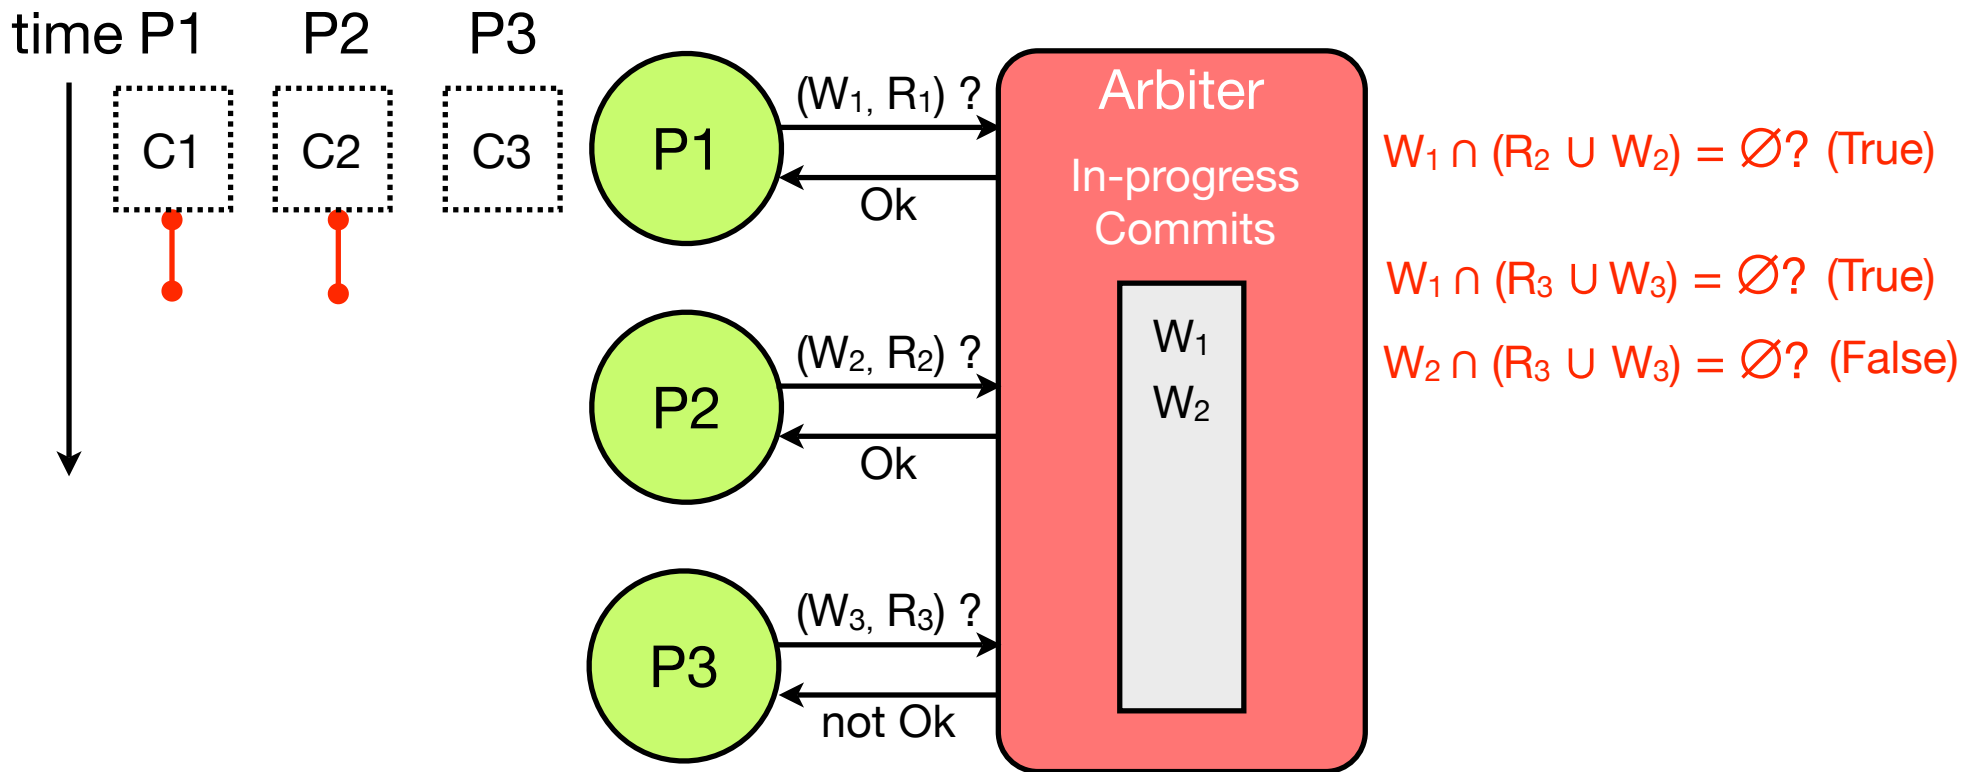 time P1 P2 P3
C1 C2 C3
P1
(W₁, R₁) ?
Ok
P2
(W₂, R₂) ?
Ok
P3
(W₃, R₃) ?
not Ok
Arbiter
In-progress
Commits
W₁
W₂
W₁ ∩ (R₂ ∪ W₂) = ∅? (True)
W₁ ∩ (R₃ ∪ W₃) = ∅? (True)
W₂ ∩ (R₃ ∪ W₃) = ∅? (False)